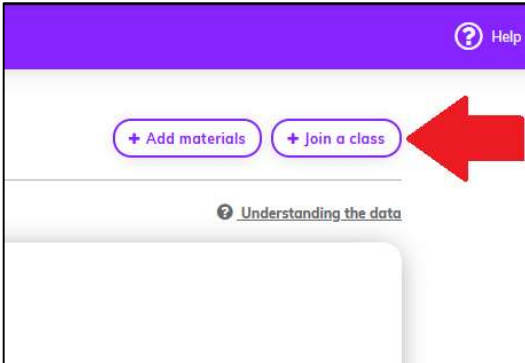 Help
+ Add materials + Join a class
Understanding the data